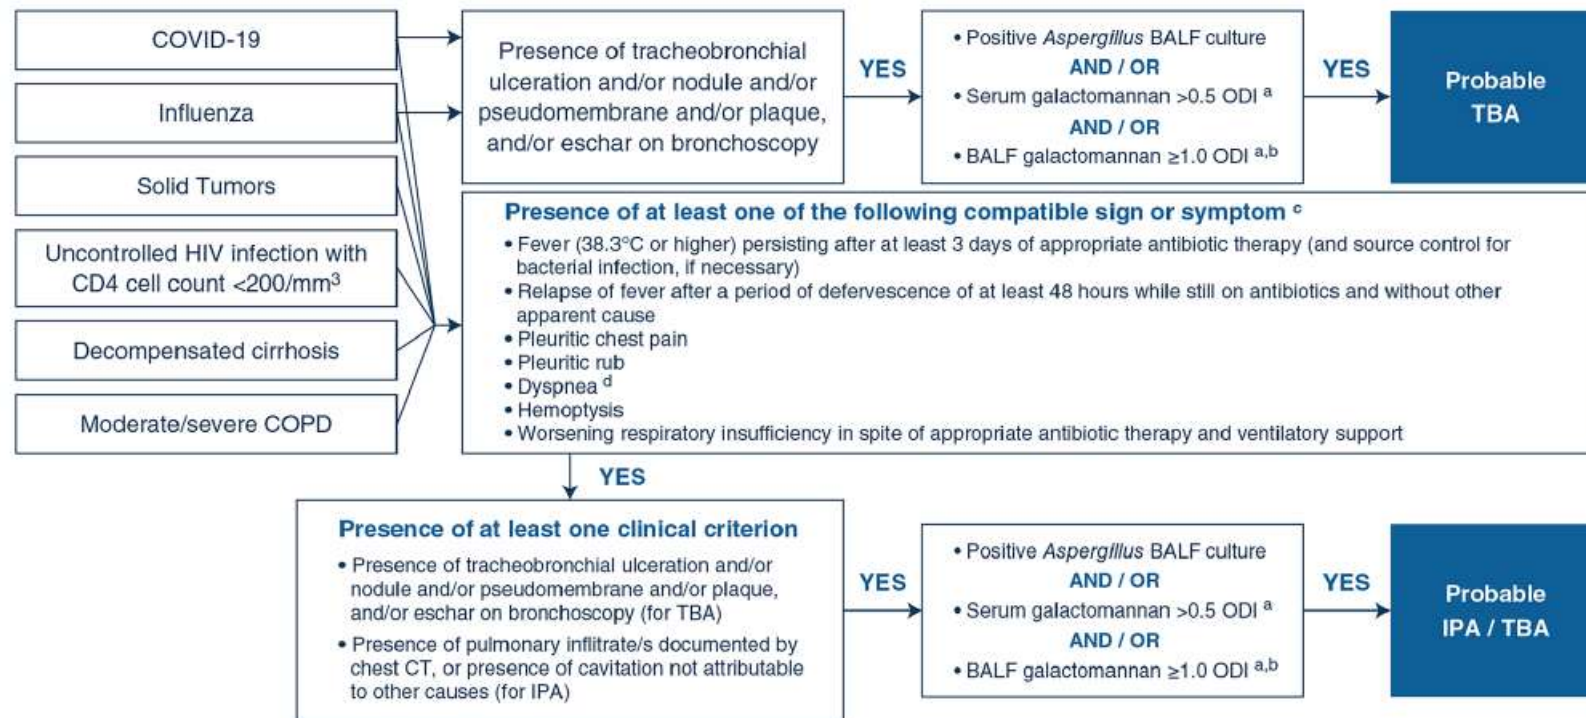 COVID-19
Influenza
Solid Tumors
Uncontrolled HIV infection with
CD4 cell count <200/mm³
Decompensated cirrhosis
Moderate/severe COPD
Presence of tracheobronchial
ulceration and/or nodule and/or
pseudomembrane and/or plaque,
and/or eschar on bronchoscopy
YES
• Positive Aspergillus BALF culture
AND / OR
• Serum galactomannan >0.5 ODI ᵃ
AND / OR
• BALF galactomannan ≥1.0 ODI ᵃ,ᵇ
YES
Probable
TBA
Presence of at least one of the following compatible sign or symptom ᶜ
• Fever (38.3°C or higher) persisting after at least 3 days of appropriate antibiotic therapy (and source control for
bacterial infection, if necessary)
• Relapse of fever after a period of defervescence of at least 48 hours while still on antibiotics and without other
apparent cause
• Pleuritic chest pain
• Pleuritic rub
• Dyspnea ᵈ
• Hemoptysis
• Worsening respiratory insufficiency in spite of appropriate antibiotic therapy and ventilatory support
YES
Presence of at least one clinical criterion
• Presence of tracheobronchial ulceration and/or
nodule and/or pseudomembrane and/or plaque,
and/or eschar on bronchoscopy (for TBA)
• Presence of pulmonary inflitrate/s documented by
chest CT, or presence of cavitation not attributable
to other causes (for IPA)
YES
• Positive Aspergillus BALF culture
AND / OR
• Serum galactomannan >0.5 ODI ᵃ
AND / OR
• BALF galactomannan ≥1.0 ODI ᵃ,ᵇ
YES
Probable
IPA / TBA